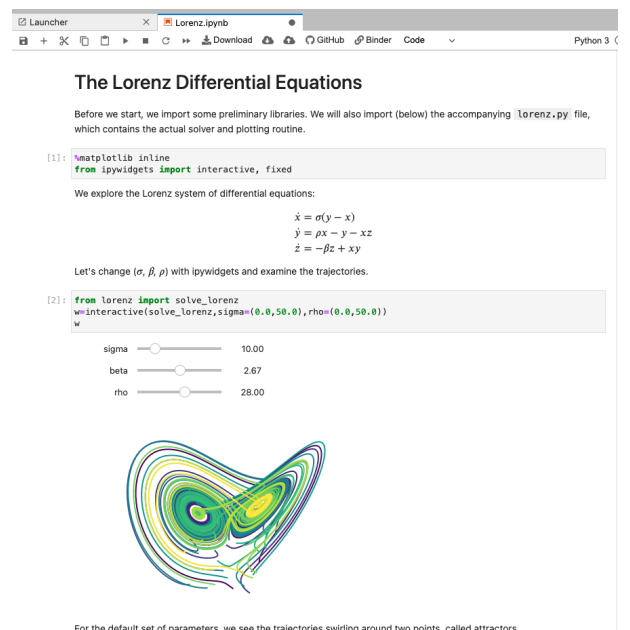 Launcher
Lorenz.ipynb
Download GitHub Binder Code Python 3
The Lorenz Differential Equations
Before we start, we import some preliminary libraries. We will also import (below) the accompanying lorenz.py file,
which contains the actual solver and plotting routine.
[1]: %matplotlib inline
from ipywidgets import interactive, fixed
We explore the Lorenz system of differential equations:
ẋ = σ(y − x)
ẏ = ρx − y − xz
ż = −βz + xy
Let's change (σ, β, ρ) with ipywidgets and examine the trajectories.
[2]: from lorenz import solve_lorenz
w=interactive(solve_lorenz,sigma=(0.0,50.0),rho=(0.0,50.0))
w
sigma 10.00
beta 2.67
rho 28.00
For the default set of parameters, we see the trajectories swirling around two points, called attractors.